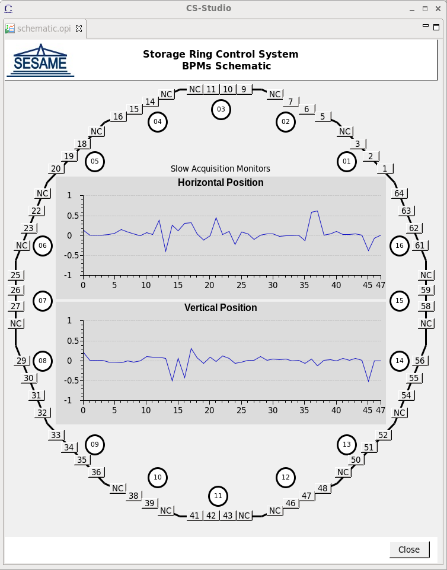 CS-Studio
schematic.opi
SESAME
Storage Ring Control System
BPMs Schematic
NC 11 10 9
14 NC
15 7
16 03 6
04 02 5
18 NC
NC 3
19 05 01 2
20 Slow Acquisition Monitors 1
Horizontal Position
NC 64
1
22 0.5 63
23 62
NC 06 0 16 61
-0.5
25 -1 NC
0 5 10 15 20 25 30 35 40 45 47
26 59
27 07 15 58
Vertical Position
NC 1 NC
0.5
29 08 0 14 56
30 -0.5 55
31 -1 54
0 5 10 15 20 25 30 35 40 45 47
32 NC
33 52
34 09 13 51
35 50
36 10 12 NC
NC 48
38 11 47
39 46
NC 41 42 43 NC NC
Close